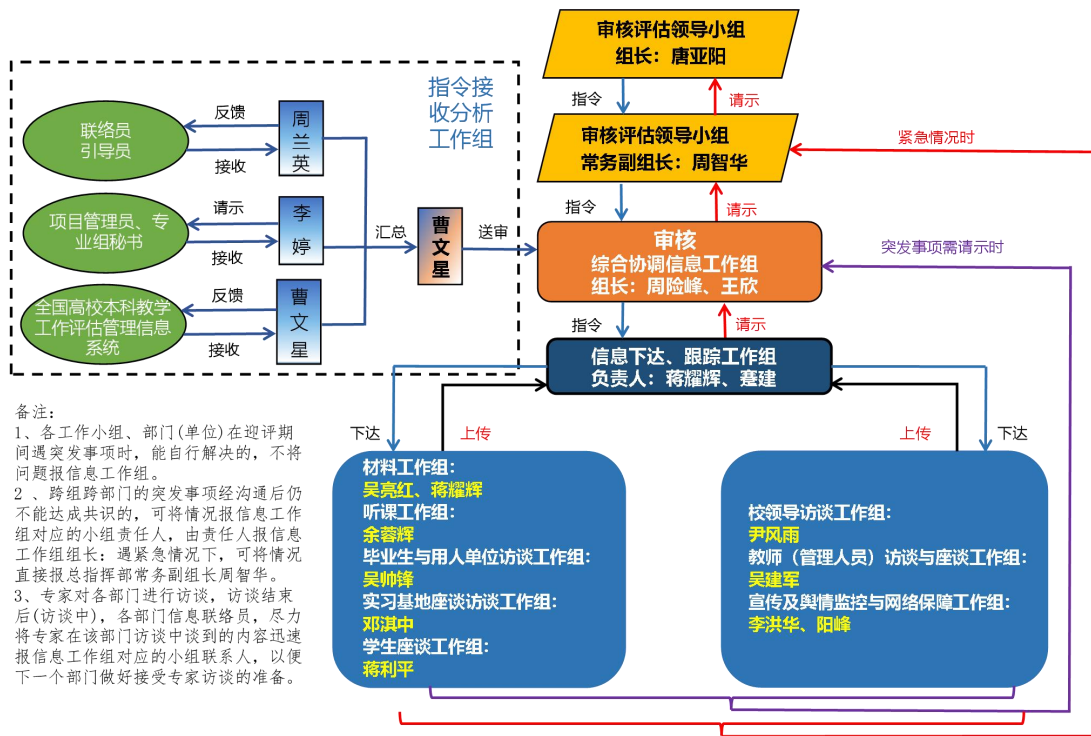 审核评估领导小组
组长：唐亚阳
指令
请示
审核评估领导小组
常务副组长：周智华
紧急情况时
指令
请示
指令接
收分析
工作组
联络员
引导员
反馈
接收
周兰英
项目管理员、专
业组秘书
请示
接收
李婷
全国高校本科教学
工作评估管理信息
系统
反馈
接收
曹文星
汇总
曹文星
送审
审核
综合协调信息工作组
组长：周险峰、王欣
突发事项需请示时
指令
请示
信息下达、跟踪工作组
负责人：蒋耀辉、蹇建
下达
上传
上传
下达
材料工作组：
吴亮红、蒋耀辉
听课工作组：
余蓉辉
毕业生与用人单位访谈工作组：
吴帅锋
实习基地座谈访谈工作组：
邓淇中
学生座谈工作组：
蒋利平
校领导访谈工作组：
尹风雨
教师（管理人员）访谈与座谈工作组：
吴建军
宣传及舆情监控与网络保障工作组：
李洪华、阳峰
备注：
1、各工作小组、部门(单位)在迎评期
间遇突发事项时，能自行解决的，不将
问题报信息工作组。
2 、跨组跨部门的突发事项经沟通后仍
不能达成共识的，可将情况报信息工作
组对应的小组责任人，由责任人报信息
工作组组长；遇紧急情况下，可将情况
直接报总指挥部常务副组长周智华。
3、专家对各部门进行访谈，访谈结束
后(访谈中)，各部门信息联络员，尽力
将专家在该部门访谈中谈到的内容迅速
报信息工作组对应的小组联系人，以便
下一个部门做好接受专家访谈的准备。